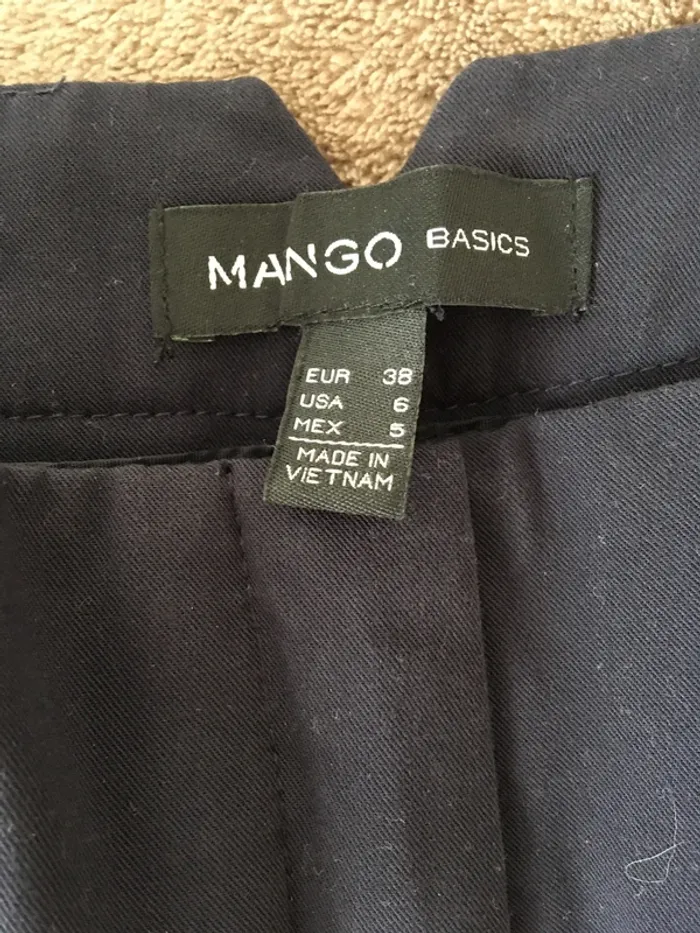 MANGO BASICS
EUR 38
USA 6
MEX 5
MADE IN
VIETNAM